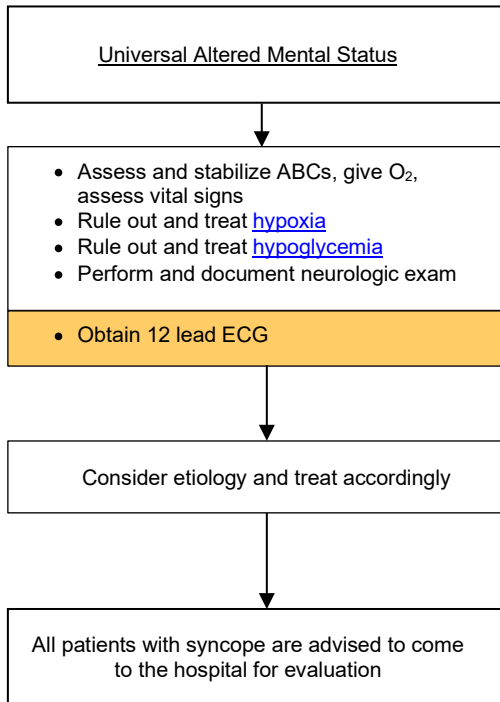 Universal Altered Mental Status
• Assess and stabilize ABCs, give O₂,
assess vital signs
• Rule out and treat hypoxia
• Rule out and treat hypoglycemia
• Perform and document neurologic exam
• Obtain 12 lead ECG
Consider etiology and treat accordingly
All patients with syncope are advised to come
to the hospital for evaluation